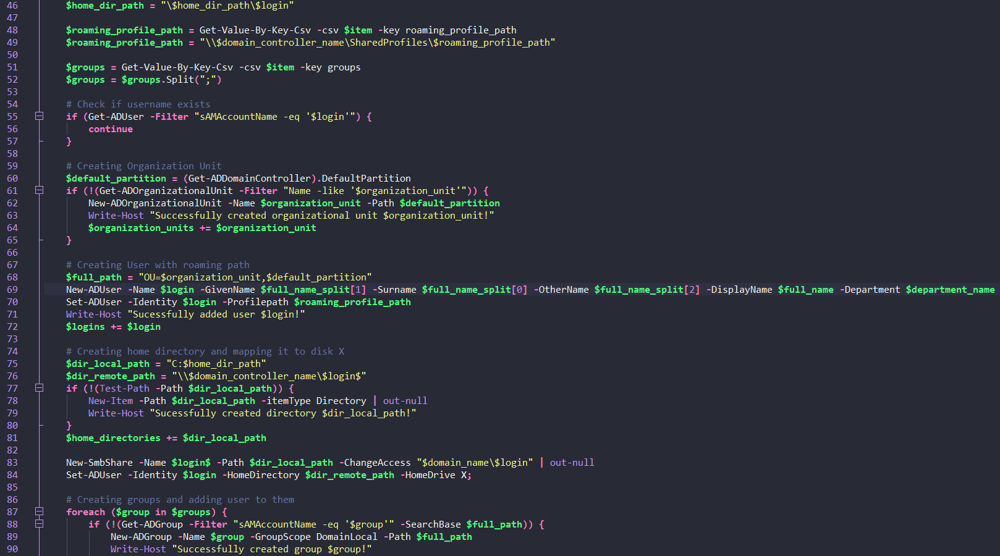 46 $home_dir_path = "\$home_dir_path\$login"
47
48 $roaming_profile_path = Get-Value-By-Key-Csv -csv $item -key roaming_profile_path
49 $roaming_profile_path = "\\$domain_controller_name\SharedProfiles\$roaming_profile_path"
50
51 $groups = Get-Value-By-Key-Csv -csv $item -key groups
52 $groups = $groups.Split(";")
53
54 # Check if username exists
55 if (Get-ADUser -Filter "sAMAccountName -eq '$login'") {
56 continue
57 }
58
59 # Creating Organization Unit
60 $default_partition = (Get-ADDomainController).DefaultPartition
61 if (!(Get-ADOrganizationalUnit -Filter "Name -like '$organization_unit'")) {
62 New-ADOrganizationalUnit -Name $organization_unit -Path $default_partition
63 Write-Host "Successfully created organizational unit $organization_unit!"
64 $organization_units += $organization_unit
65 }
66
67 # Creating User with roaming path
68 $full_path = "OU=$organization_unit,$default_partition"
69 New-ADUser -Name $login -GivenName $full_name_split[1] -Surname $full_name_split[0] -OtherName $full_name_split[2] -DisplayName $full_name -Department $department_name
70 Set-ADUser -Identity $login -Profilepath $roaming_profile_path
71 Write-Host "Sucessfully added user $login!"
72 $logins += $login
73
74 # Creating home directory and mapping it to disk X
75 $dir_local_path = "C:$home_dir_path"
76 $dir_remote_path = "\\$domain_controller_name\$login$"
77 if (!(Test-Path -Path $dir_local_path)) {
78 New-Item -Path $dir_local_path -itemType Directory | out-null
79 Write-Host "Sucessfully created directory $dir_local_path!"
80 }
81 $home_directories += $dir_local_path
82
83 New-SmbShare -Name $login$ -Path $dir_local_path -ChangeAccess "$domain_name\$login" | out-null
84 Set-ADUser -Identity $login -HomeDirectory $dir_remote_path -HomeDrive X;
85
86 # Creating groups and adding user to them
87 foreach ($group in $groups) {
88 if (!(Get-ADGroup -Filter "sAMAccountName -eq '$group'" -SearchBase $full_path)) {
89 New-ADGroup -Name $group -GroupScope DomainLocal -Path $full_path
90 Write-Host "Successfully created group $group!"